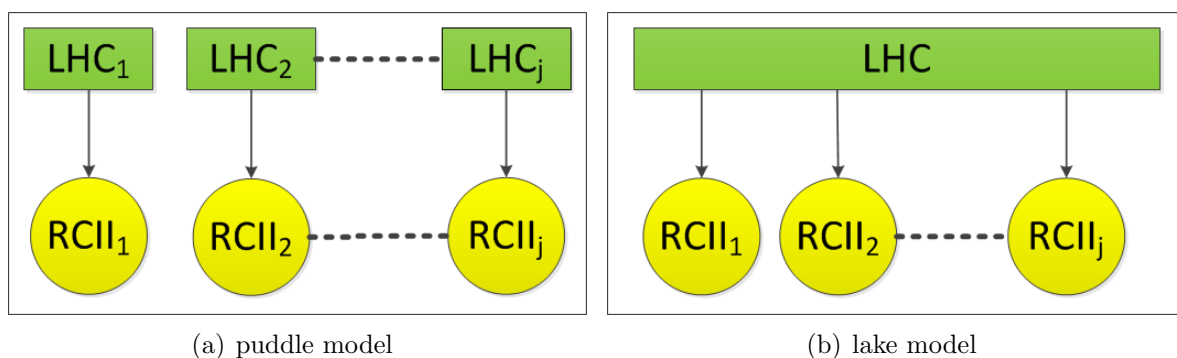 LHC₁ LHC₂ LHCⱼ LHC
RCII₁ RCII₂ RCIIⱼ RCII₁ RCII₂ RCIIⱼ
(a) puddle model (b) lake model